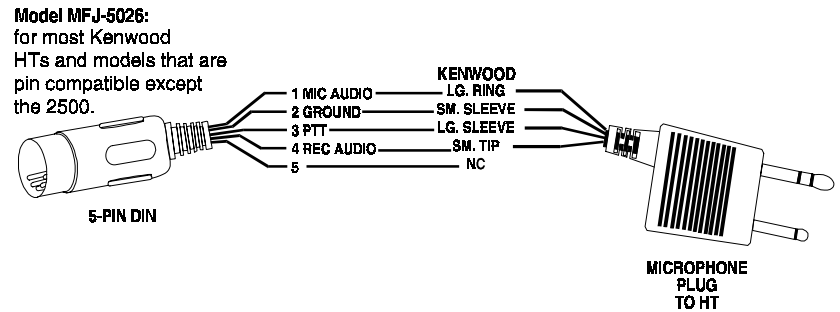 Model MFJ-5026:
for most Kenwood
HTs and models that are
pin compatible except
the 2500.
KENWOOD
1 MIC AUDIO LG. RING
2 GROUND SM. SLEEVE
3 PTT LG. SLEEVE
4 REC AUDIO SM. TIP
5 NC
5-PIN DIN
MICROPHONE
PLUG
TO HT